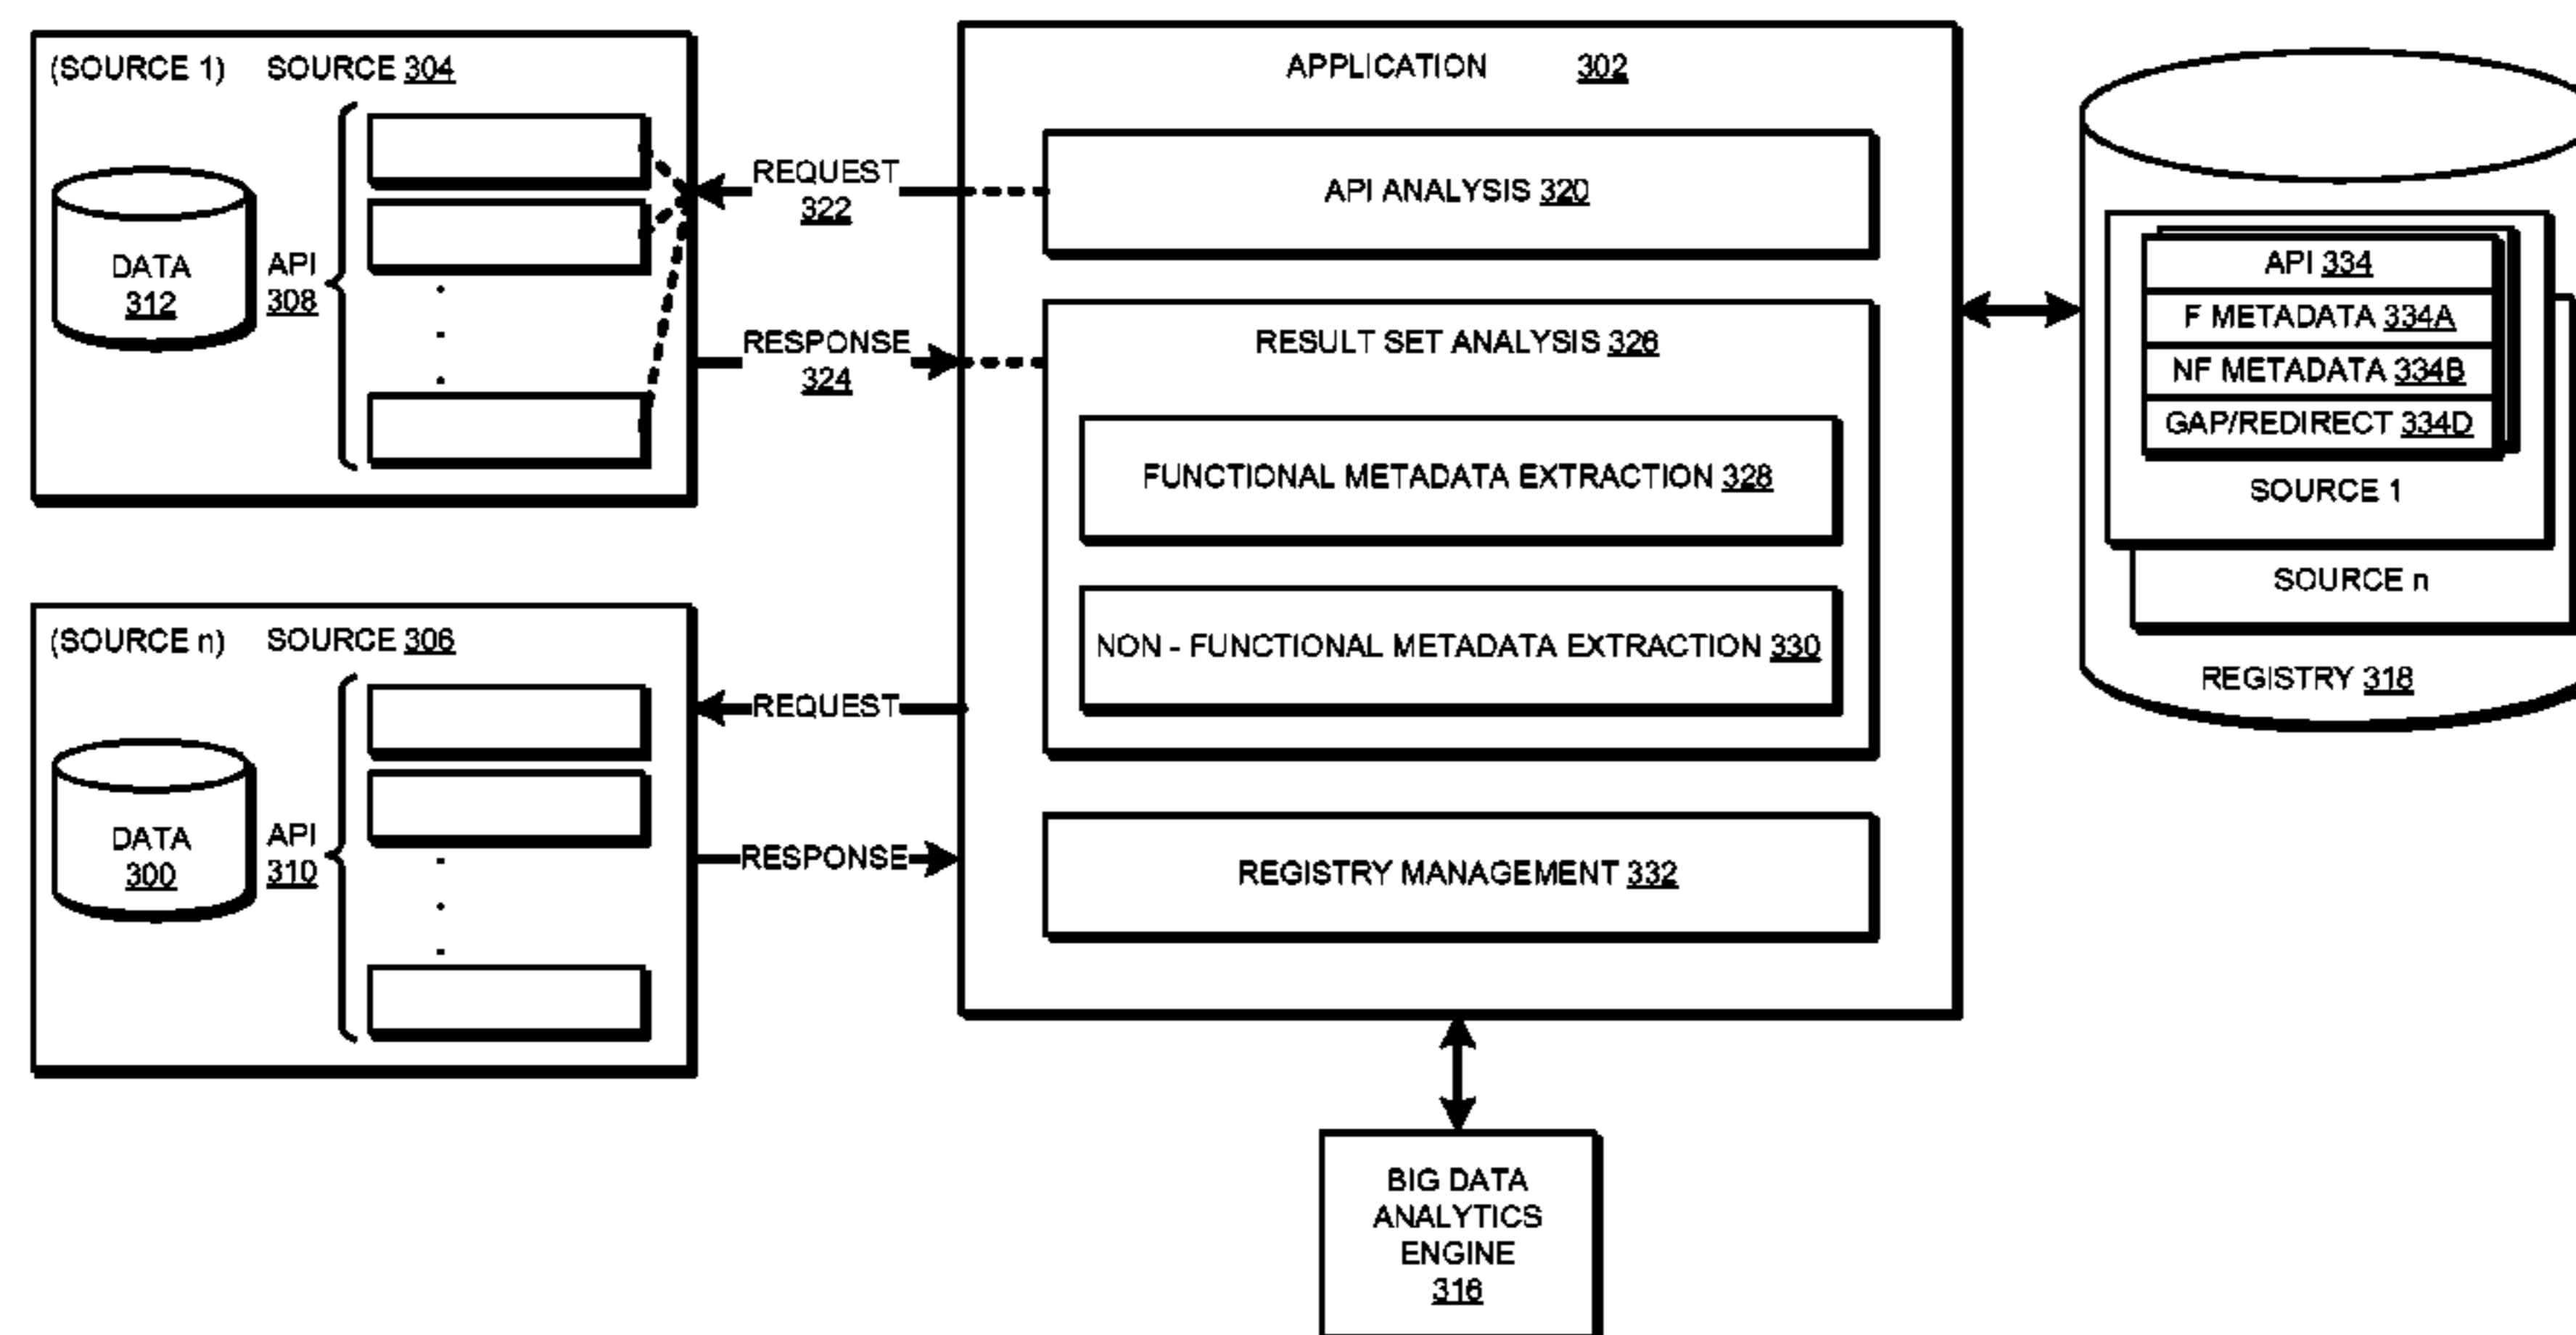 (SOURCE 1) SOURCE 304
DATA
312
API
308
REQUEST
322
RESPONSE
324
(SOURCE n) SOURCE 306
DATA
300
API
310
REQUEST
RESPONSE
APPLICATION 302
API ANALYSIS 320
RESULT SET ANALYSIS 326
FUNCTIONAL METADATA EXTRACTION 328
NON - FUNCTIONAL METADATA EXTRACTION 330
REGISTRY MANAGEMENT 332
BIG DATA
ANALYTICS
ENGINE
316
API 334
F METADATA 334A
NF METADATA 334B
GAP/REDIRECT 334D
SOURCE 1
SOURCE n
REGISTRY 318